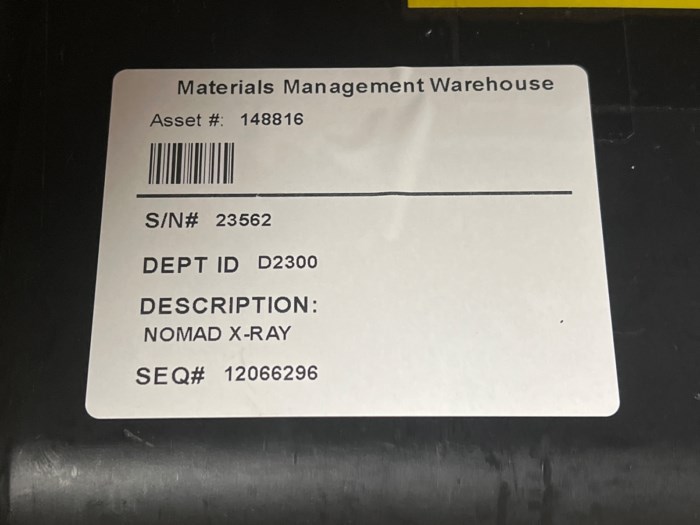 Materials Management Warehouse
Asset #: 148816
S/N# 23562
DEPT ID D2300
DESCRIPTION:
NOMAD X-RAY
SEQ# 12066296